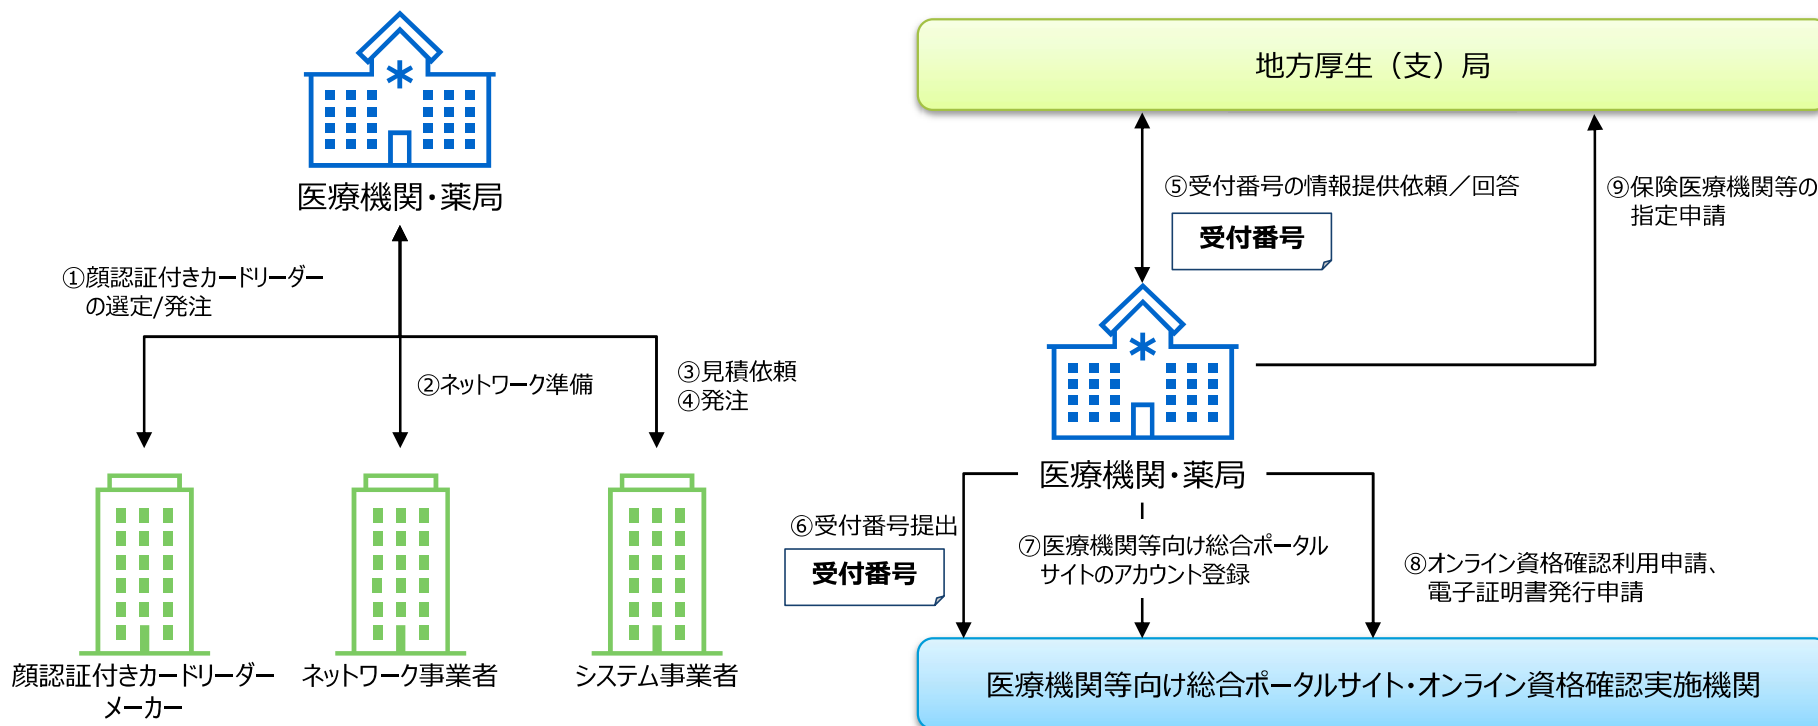 医療機関・薬局
①顔認証付きカードリーダー
の選定/発注
②ネットワーク準備
③見積依頼
④発注
顔認証付きカードリーダー
メーカー
ネットワーク事業者
システム事業者
地方厚生（支）局
⑤受付番号の情報提供依頼／回答
受付番号
⑨保険医療機関等の
指定申請
医療機関・薬局
⑥受付番号提出
受付番号
⑦医療機関等向け総合ポータル
サイトのアカウント登録
⑧オンライン資格確認利用申請、
電子証明書発行申請
医療機関等向け総合ポータルサイト・オンライン資格確認実施機関